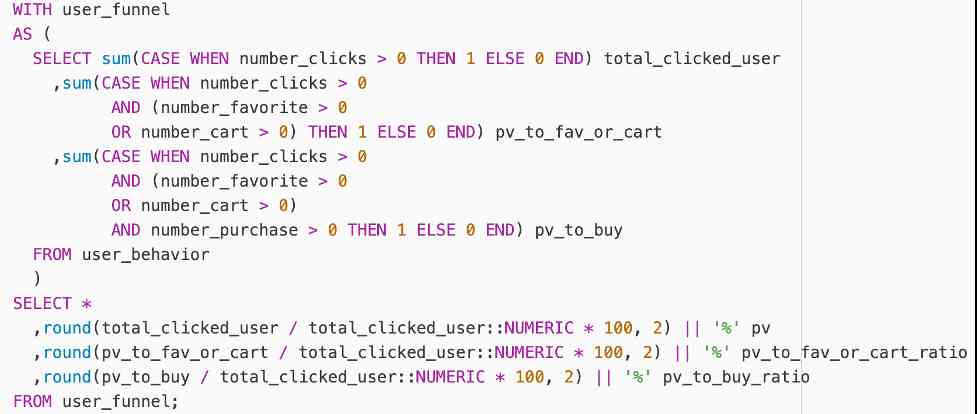 WITH user_funnel
AS (
  SELECT sum(CASE WHEN number_clicks > 0 THEN 1 ELSE 0 END) total_clicked_user
    ,sum(CASE WHEN number_clicks > 0
          AND (number_favorite > 0
          OR number_cart > 0) THEN 1 ELSE 0 END) pv_to_fav_or_cart
    ,sum(CASE WHEN number_clicks > 0
          AND (number_favorite > 0
          OR number_cart > 0)
          AND number_purchase > 0 THEN 1 ELSE 0 END) pv_to_buy
  FROM user_behavior
  )
SELECT *
  ,round(total_clicked_user / total_clicked_user::NUMERIC * 100, 2) || '%' pv
  ,round(pv_to_fav_or_cart / total_clicked_user::NUMERIC * 100, 2) || '%' pv_to_fav_or_cart_ratio
  ,round(pv_to_buy / total_clicked_user::NUMERIC * 100, 2) || '%' pv_to_buy_ratio
FROM user_funnel;